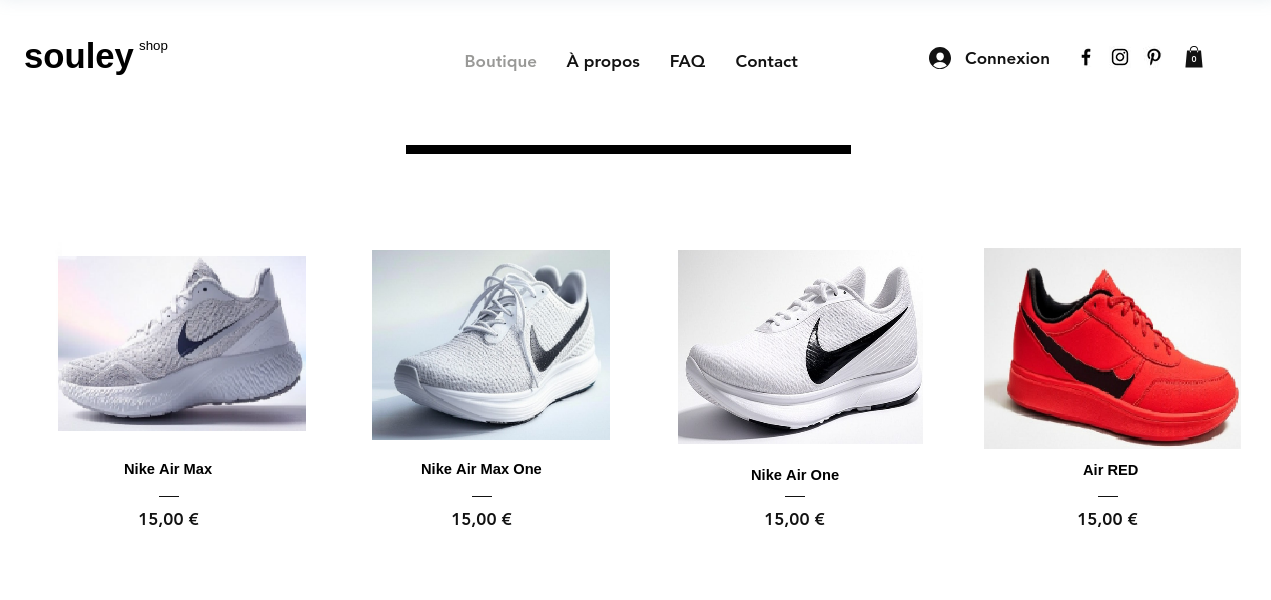 souley shop
Boutique À propos FAQ Contact
Connexion
0
Nike Air Max
Nike Air Max One
Nike Air One
Air RED
15,00 €
15,00 €
15,00 €
15,00 €